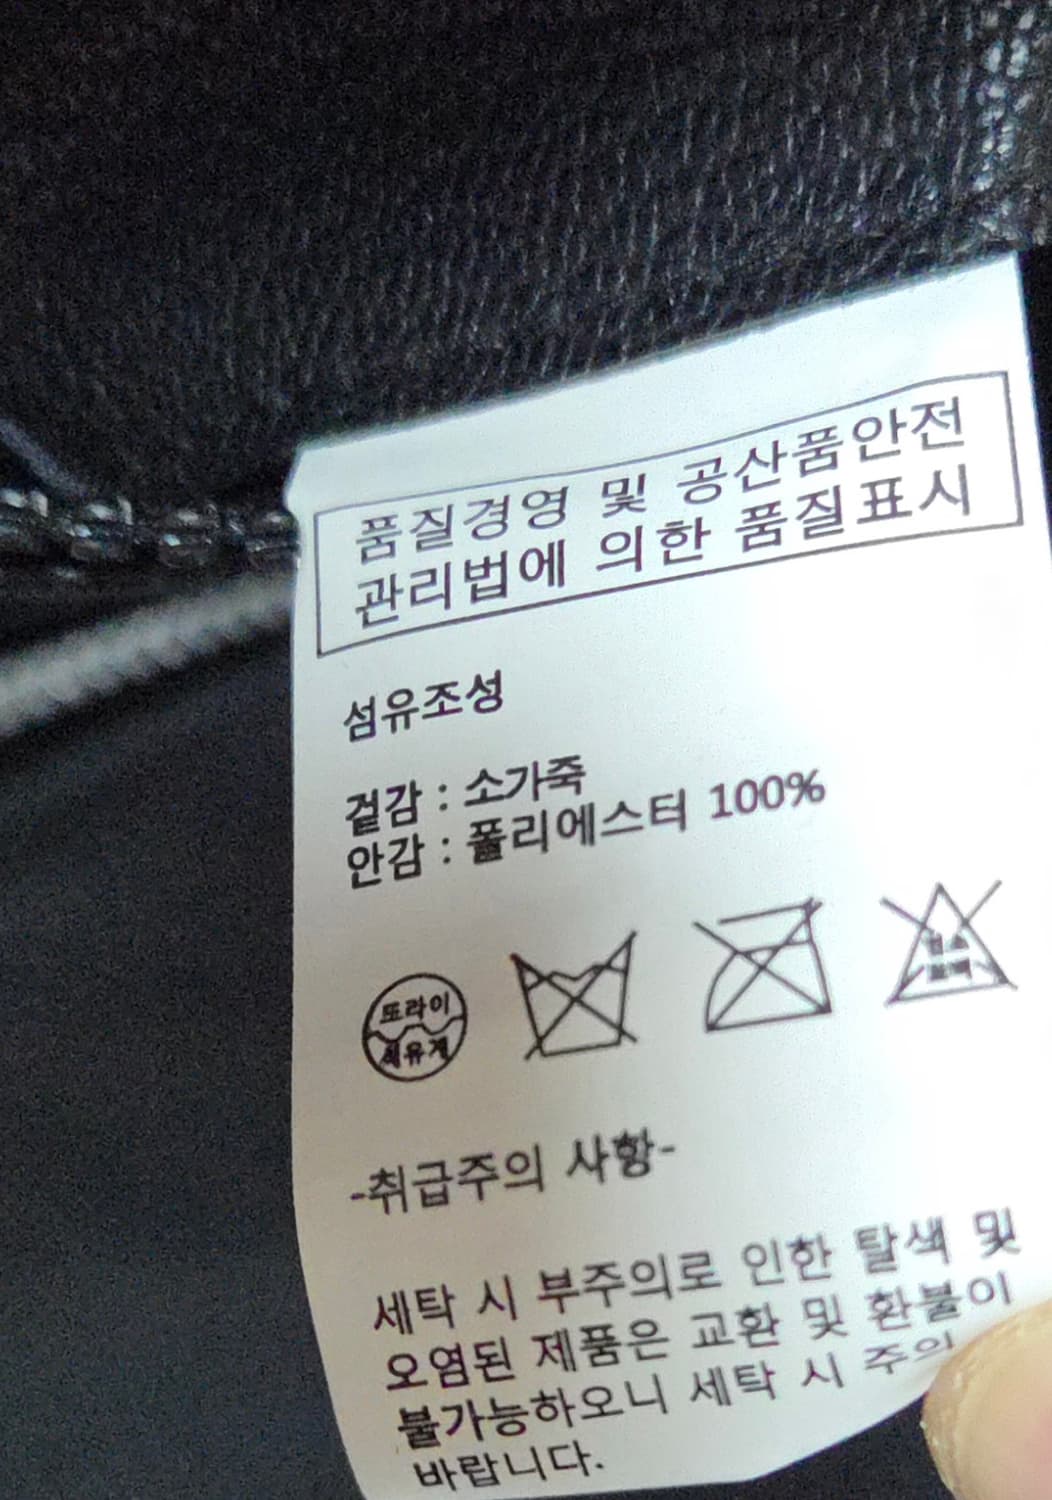 품질경영 및 공산품안전
관리법에 의한 품질표시
섬유조성
겉감 : 소가죽
안감 : 폴리에스터 100%
드라이
석유계
염소
표백
-취급주의 사항-
세탁 시 부주의로 인한 탈색 및
오염된 제품은 교환 및 환불이
불가능하오니 세탁 시 주의
바랍니다.